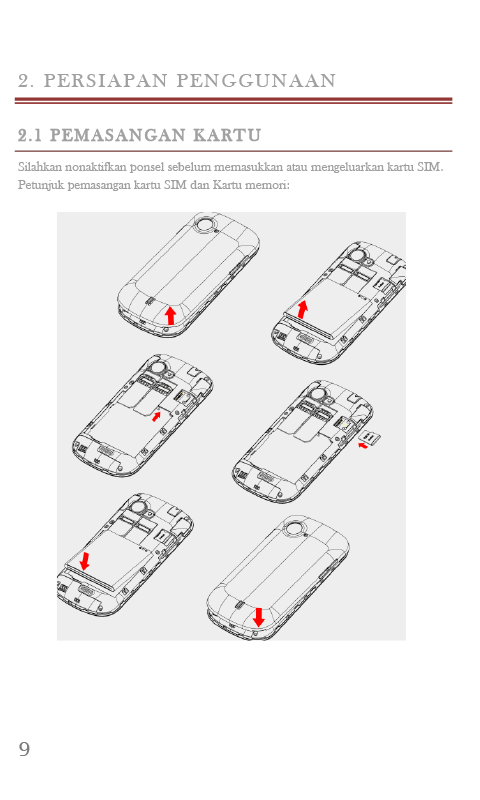 2. PERSIAPAN PENGGUNAAN
2.1 PEMASANGAN KARTU
Silahkan nonaktifkan ponsel sebelum memasukkan atau mengeluarkan kartu SIM.
Petunjuk pemasangan kartu SIM dan Kartu memori:
9